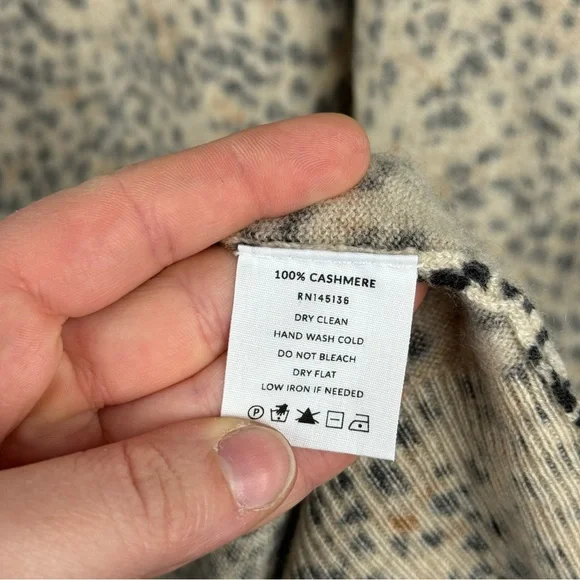 100% CASHMERE
RN145136
DRY CLEAN
HAND WASH COLD
DO NOT BLEACH
DRY FLAT
LOW IRON IF NEEDED
P